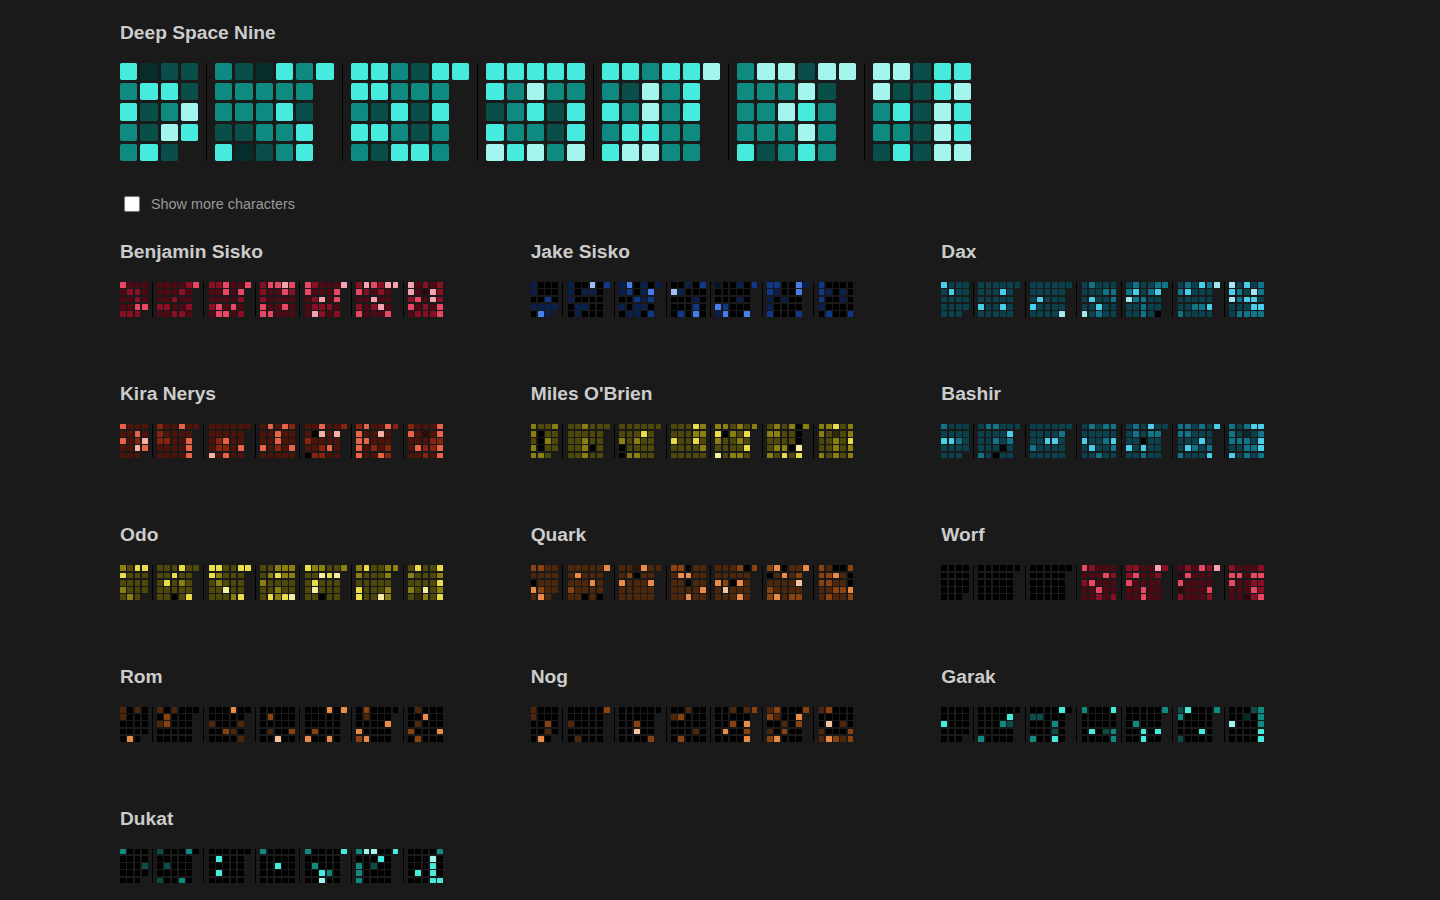 Deep Space Nine
Show more characters
Benjamin Sisko
Jake Sisko
Dax
Kira Nerys
Miles O'Brien
Bashir
Odo
Quark
Worf
Rom
Nog
Garak
Dukat